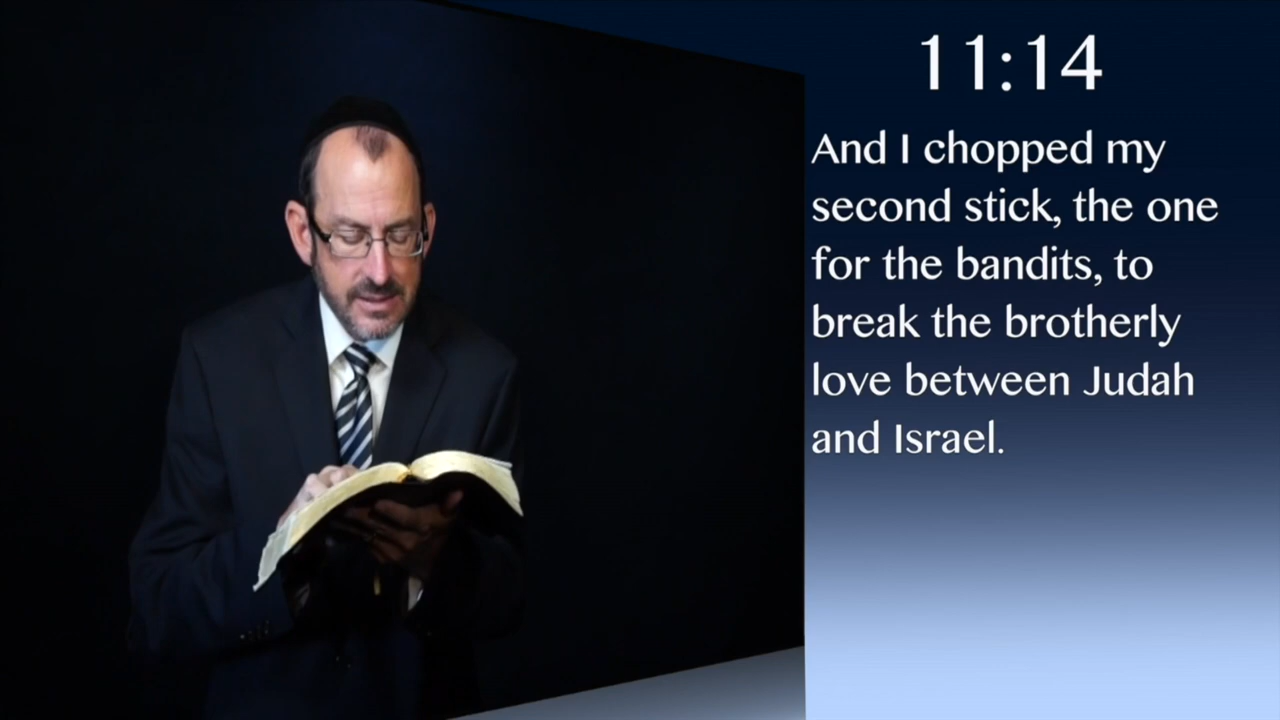 11:14
And I chopped my
second stick, the one
for the bandits, to
break the brotherly
love between Judah
and Israel.